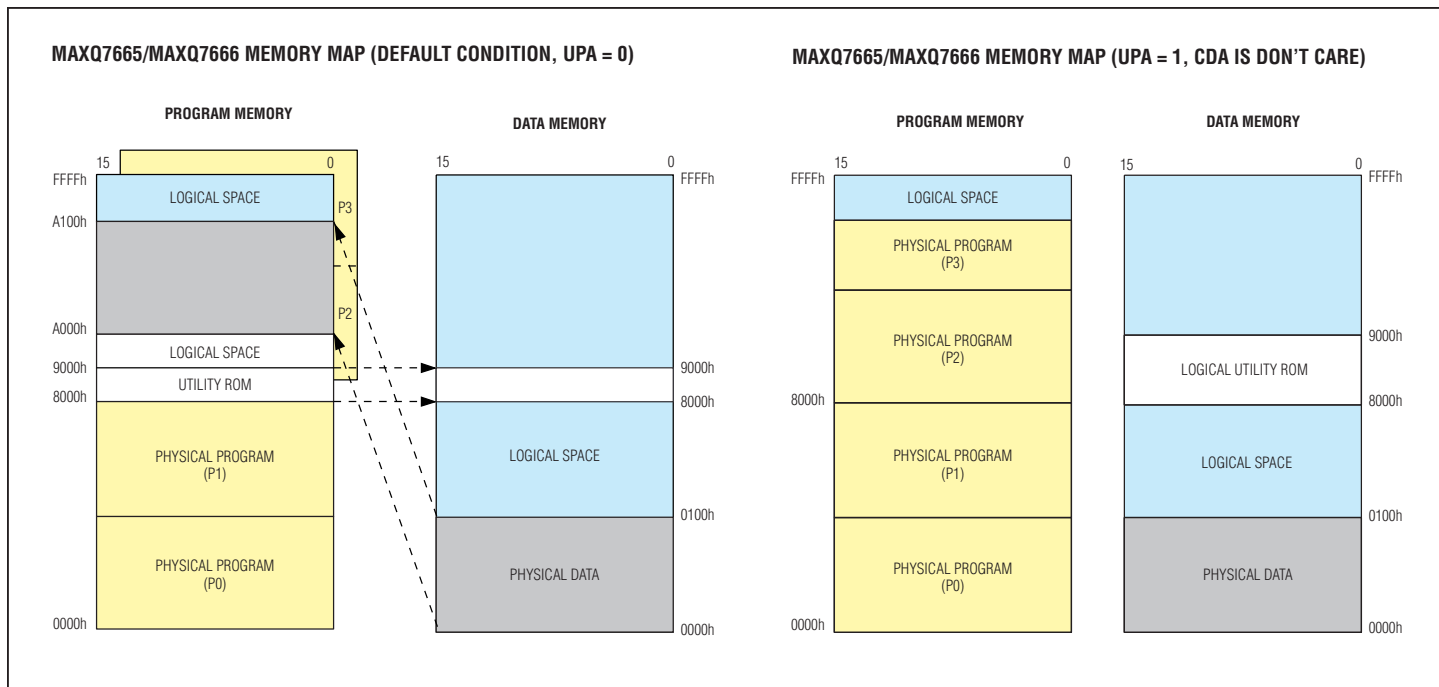 MAXQ7665/MAXQ7666 MEMORY MAP (DEFAULT CONDITION, UPA = 0)
PROGRAM MEMORY
DATA MEMORY
15
0
15
0
FFFFh
LOGICAL SPACE
P3
FFFFh
A100h
P2
A000h
LOGICAL SPACE
9000h
9000h
UTILITY ROM
8000h
8000h
PHYSICAL PROGRAM
(P1)
LOGICAL SPACE
0100h
PHYSICAL PROGRAM
(P0)
PHYSICAL DATA
0000h
0000h
MAXQ7665/MAXQ7666 MEMORY MAP (UPA = 1, CDA IS DON'T CARE)
PROGRAM MEMORY
DATA MEMORY
15
0
15
0
FFFFh
LOGICAL SPACE
FFFFh
PHYSICAL PROGRAM
(P3)
PHYSICAL PROGRAM
(P2)
9000h
LOGICAL UTILITY ROM
8000h
8000h
PHYSICAL PROGRAM
(P1)
LOGICAL SPACE
0100h
PHYSICAL PROGRAM
(P0)
PHYSICAL DATA
0000h
0000h